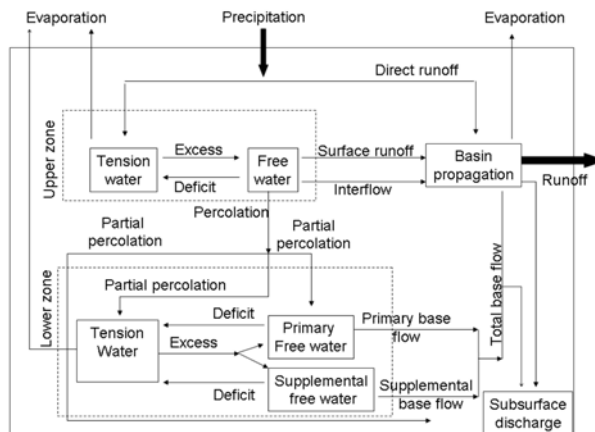 Evaporation
Precipitation
Evaporation
Direct runoff
Upper zone
Tension
water
Excess
Deficit
Free
water
Surface runoff
Interflow
Basin
propagation
Runoff
Percolation
Partial
percolation
Partial
percolation
Partial percolation
Lower zone
Tension
Water
Deficit
Excess
Deficit
Primary
Free water
Supplemental
free water
Primary base
flow
Supplemental
base flow
Total base flow
Subsurface
discharge